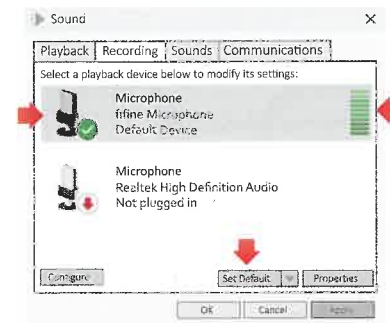 Sound
Playback Recording Sounds Communications
Select a playback device below to modify its settings:
Microphone
fifine Microphone
Default Device
Microphone
Realtek High Definition Audio
Not plugged in
Configure Set Default Properties
OK Cancel Apply